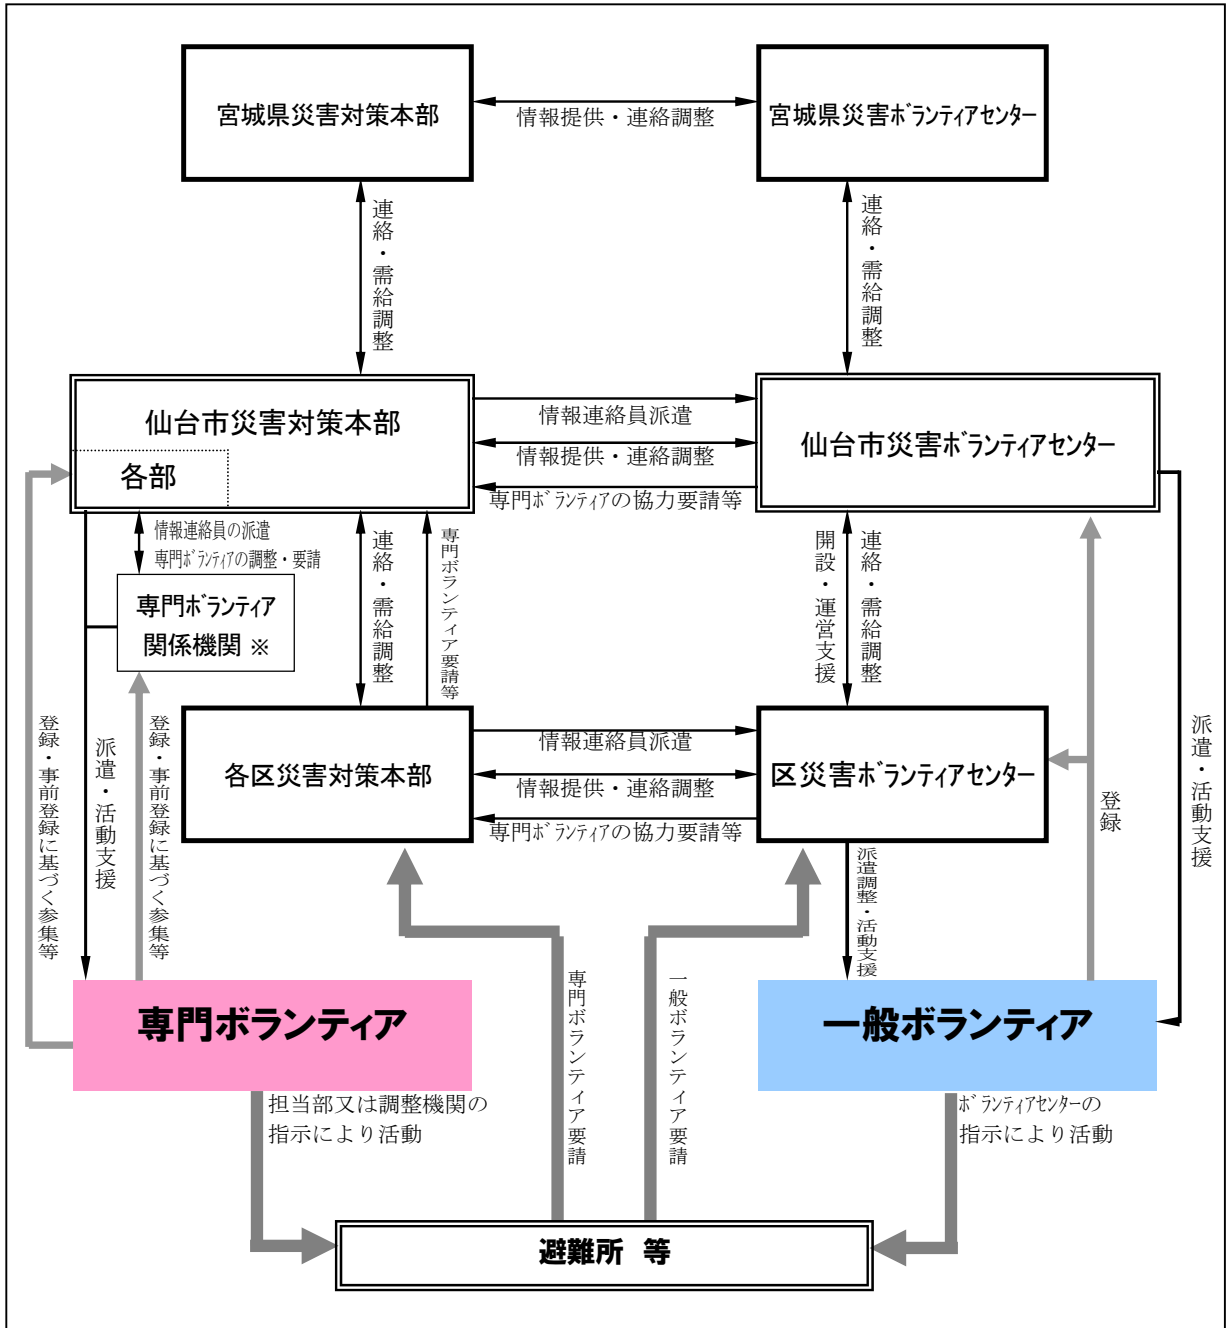 宮城県災害対策本部
情報提供・連絡調整
宮城県災害ﾎﾞﾗﾝﾃｨｱｾﾝﾀｰ
連絡・需給調整
連絡・需給調整
仙台市災害対策本部
各部
情報連絡員派遣
情報提供・連絡調整
専門ﾎﾞﾗﾝﾃｨｱの協力要請等
仙台市災害ﾎﾞﾗﾝﾃｨｱｾﾝﾀｰ
情報連絡員の派遣
専門ﾎﾞﾗﾝﾃｨｱの調整・要請
専門ﾎﾞﾗﾝﾃｨｱ
関係機関 ※
連絡・需給調整
専門ボランティア要請等
開設・運営支援
連絡・需給調整
各区災害対策本部
情報連絡員派遣
情報提供・連絡調整
専門ﾎﾞﾗﾝﾃｨｱの協力要請等
区災害ﾎﾞﾗﾝﾃｨｱｾﾝﾀｰ
登録・事前登録に基づく参集等
派遣・活動支援
登録・事前登録に基づく参集等
派遣調整・活動支援
登録
派遣・活動支援
専門ボランティア
専門ボランティア要請
一般ボランティア要請
一般ボランティア
担当部又は調整機関の
指示により活動
ﾎﾞﾗﾝﾃｨｱｾﾝﾀｰの
指示により活動
避難所 等